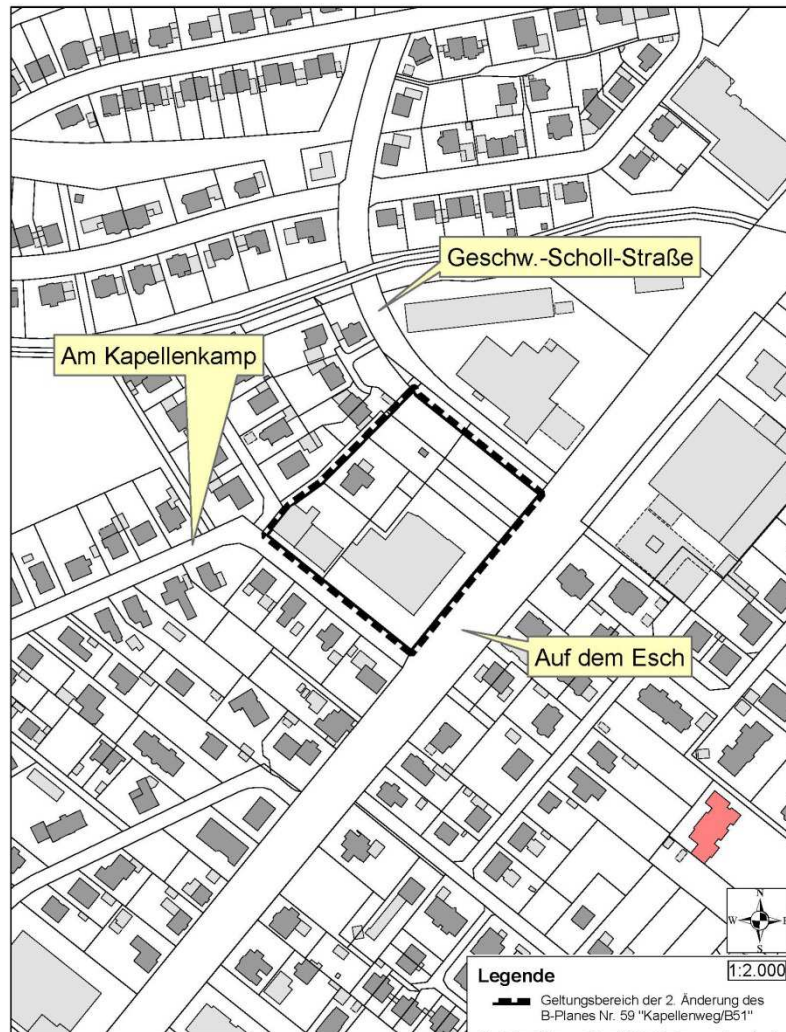 Geschw.-Scholl-Straße
Am Kapellenkamp
Auf dem Esch
N
W
E
S
1:2.000
Legende
Geltungsbereich der 2. Änderung des
B-Planes Nr. 59 "Kapellenweg/B51"